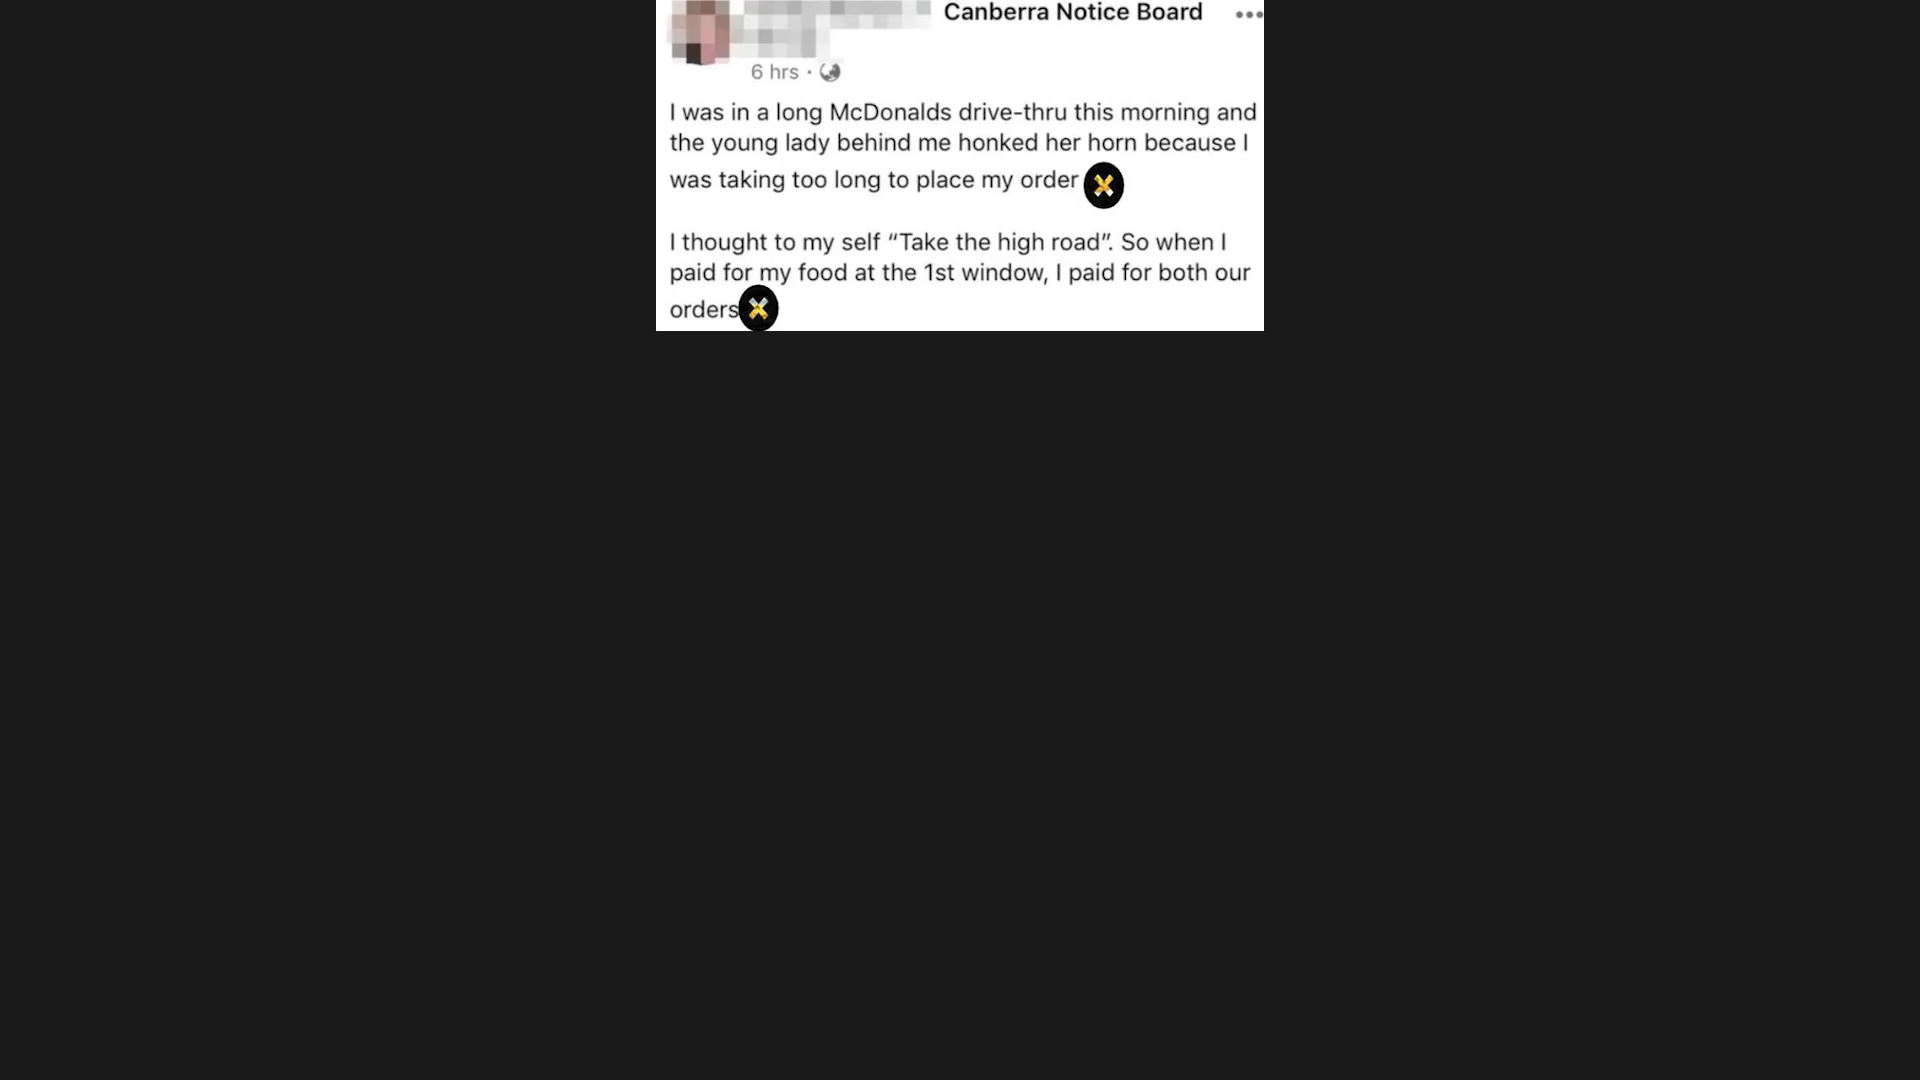 Canberra Notice Board
6 hrs ·
I was in a long McDonalds drive-thru this morning and
the young lady behind me honked her horn because I
was taking too long to place my order
I thought to my self “Take the high road”. So when I
paid for my food at the 1st window, I paid for both our
orders